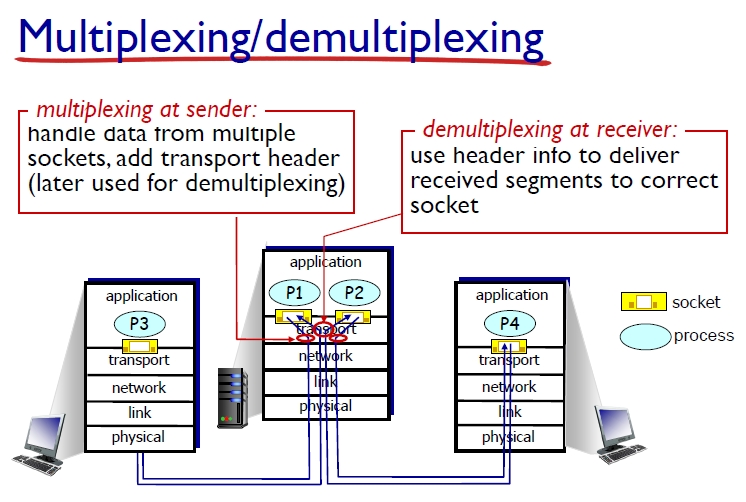 Multiplexing/demultiplexing
multiplexing at sender:
handle data from multiple
sockets, add transport header
(later used for demultiplexing)
demultiplexing at receiver:
use header info to deliver
received segments to correct
socket
application
P3
transport
network
link
physical
application
P1 P2
transport
network
link
physical
application
P4
transport
network
link
physical
socket
process